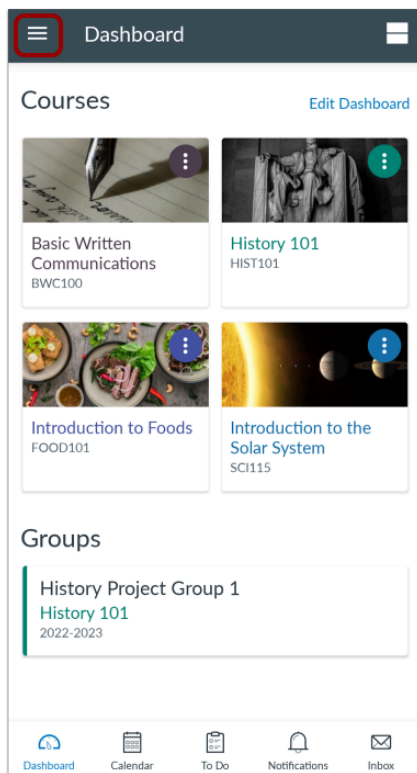 Dashboard
Courses
Edit Dashboard
Basic Written
Communications
BWC100
History 101
HIST101
Introduction to Foods
FOOD101
Introduction to the
Solar System
SCI115
Groups
History Project Group 1
History 101
2022-2023
Dashboard
Calendar
To Do
Notifications
Inbox